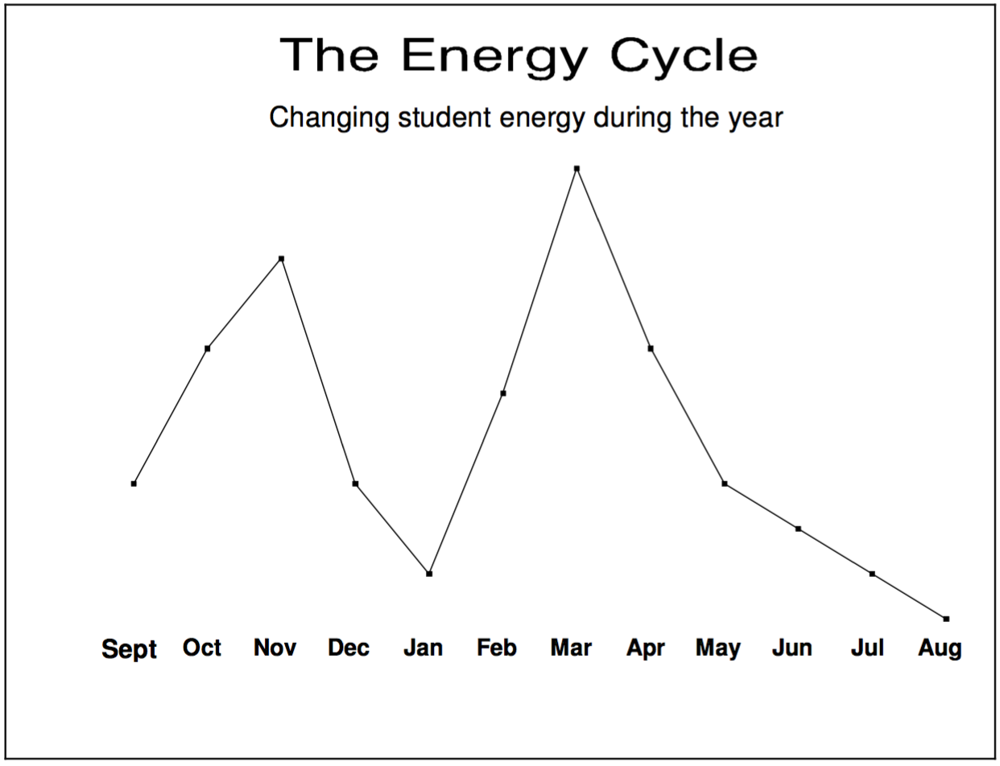 The Energy Cycle
Changing student energy during the year
Sept Oct Nov Dec Jan Feb Mar Apr May Jun Jul Aug